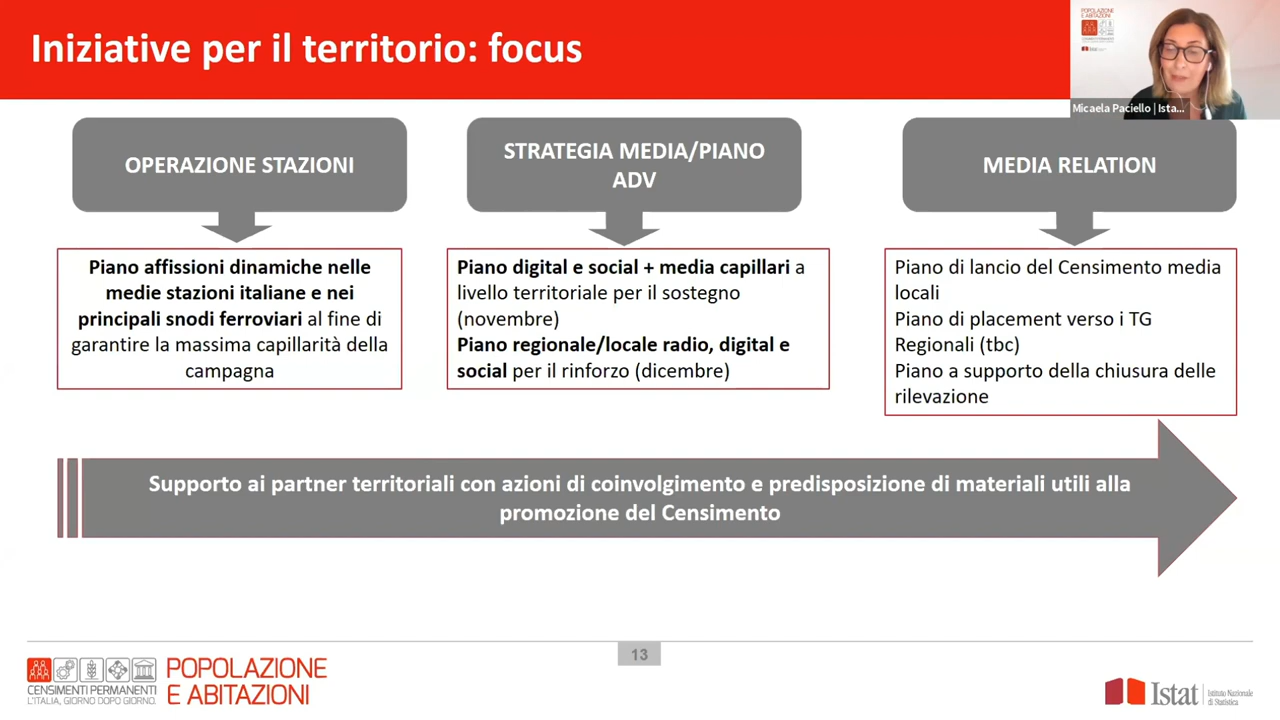 Iniziative per il territorio: focus
POPOLAZIONE
E ABITAZIONI
Micaela Paciello | Ista...
OPERAZIONE STAZIONI
Piano affissioni dinamiche nelle
medie stazioni italiane e nei
principali snodi ferroviari al fine di
garantire la massima capillarità della
campagna
STRATEGIA MEDIA/PIANO
ADV
Piano digital e social + media capillari a
livello territoriale per il sostegno
(novembre)
Piano regionale/locale radio, digital e
social per il rinforzo (dicembre)
MEDIA RELATION
Piano di lancio del Censimento media
locali
Piano di placement verso i TG
Regionali (tbc)
Piano a supporto della chiusura delle
rilevazione
Supporto ai partner territoriali con azioni di coinvolgimento e predisposizione di materiali utili alla
promozione del Censimento
13
CENSIMENTI PERMANENTI
L'ITALIA, GIORNO DOPO GIORNO.
POPOLAZIONE
E ABITAZIONI
Istat
Istituto Nazionale
di Statistica